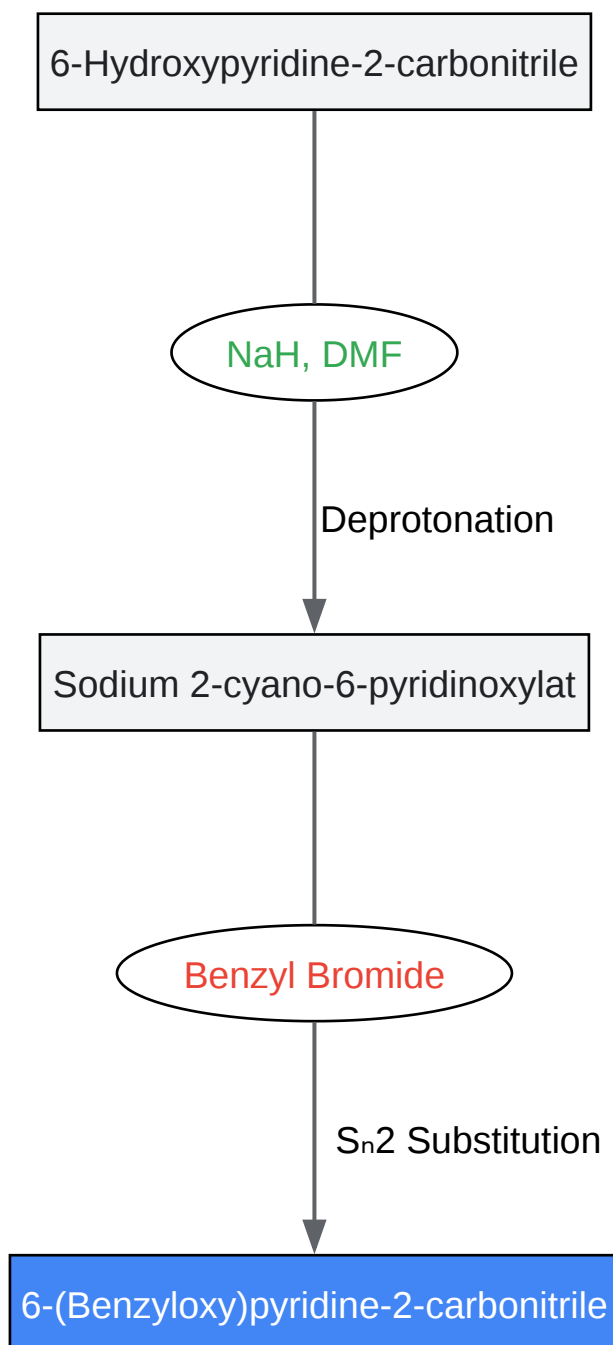 6-Hydroxypyridine-2-carbonitrile
NaH, DMF
Deprotonation
Sodium 2-cyano-6-pyridinoxylat
Benzyl Bromide
Sₙ2 Substitution
6-(Benzyloxy)pyridine-2-carbonitrile